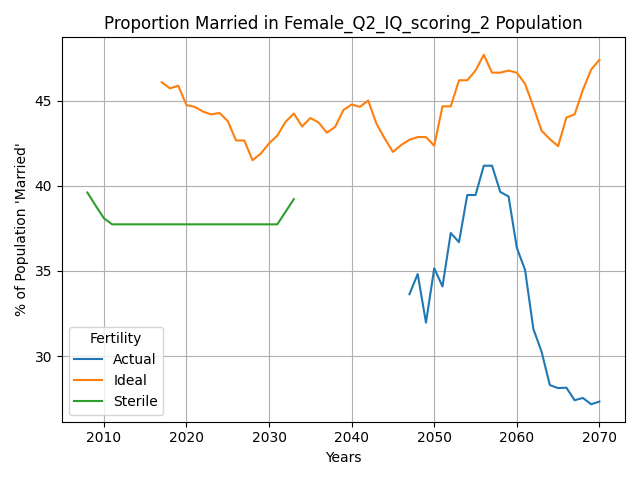 Proportion Married in Female_Q2_IQ_scoring_2 Population
% of Population 'Married'
45
40
35
30
Fertility
Actual
Ideal
Sterile
2010 2020 2030 2040 2050 2060 2070
Years